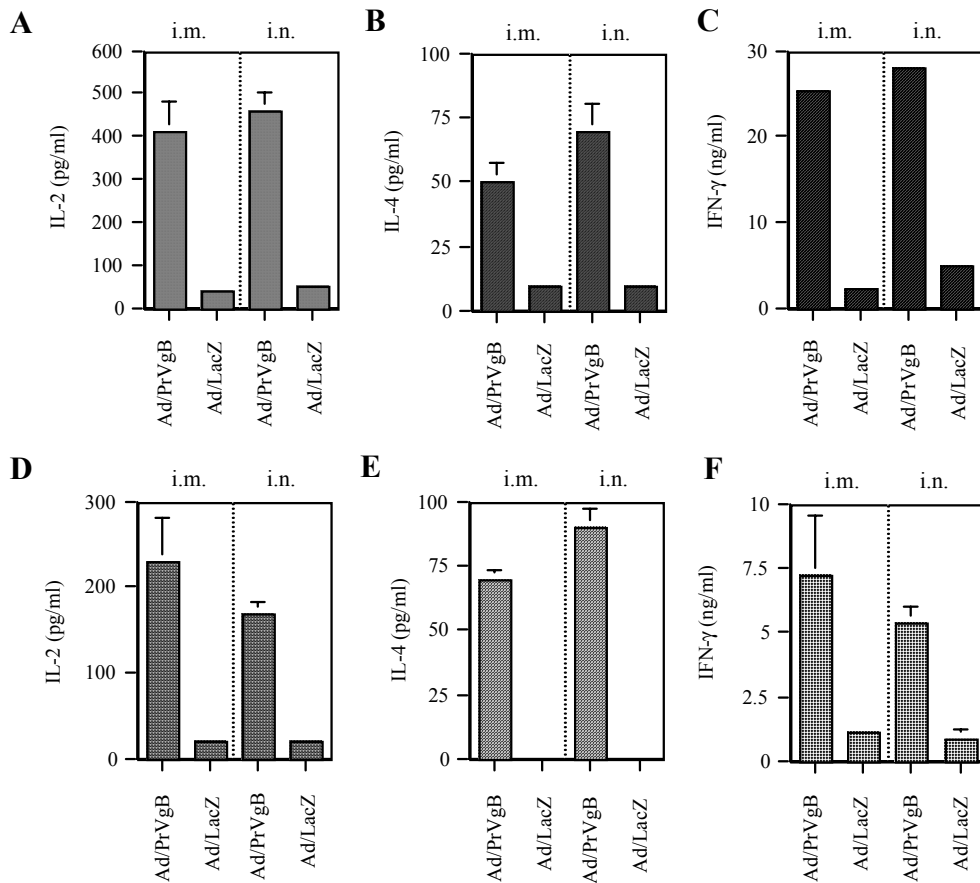 A
i.m.
i.n.
600
500
400
300
200
100
0
IL-2 (pg/ml)
Ad/PrVgB
Ad/LacZ
Ad/PrVgB
Ad/LacZ
B
i.m.
i.n.
100
75
50
25
0
IL-4 (pg/ml)
Ad/PrVgB
Ad/LacZ
Ad/PrVgB
Ad/LacZ
C
i.m.
i.n.
30
20
10
0
IFN-γ (ng/ml)
Ad/PrVgB
Ad/LacZ
Ad/PrVgB
Ad/LacZ
D
i.m.
i.n.
300
200
100
0
IL-2 (pg/ml)
Ad/PrVgB
Ad/LacZ
Ad/PrVgB
Ad/LacZ
E
i.m.
i.n.
100
75
50
25
0
IL-4 (pg/ml)
Ad/PrVgB
Ad/LacZ
Ad/PrVgB
Ad/LacZ
F
i.m.
i.n.
10
7.5
5
2.5
0
IFN-γ (ng/ml)
Ad/PrVgB
Ad/LacZ
Ad/PrVgB
Ad/LacZ